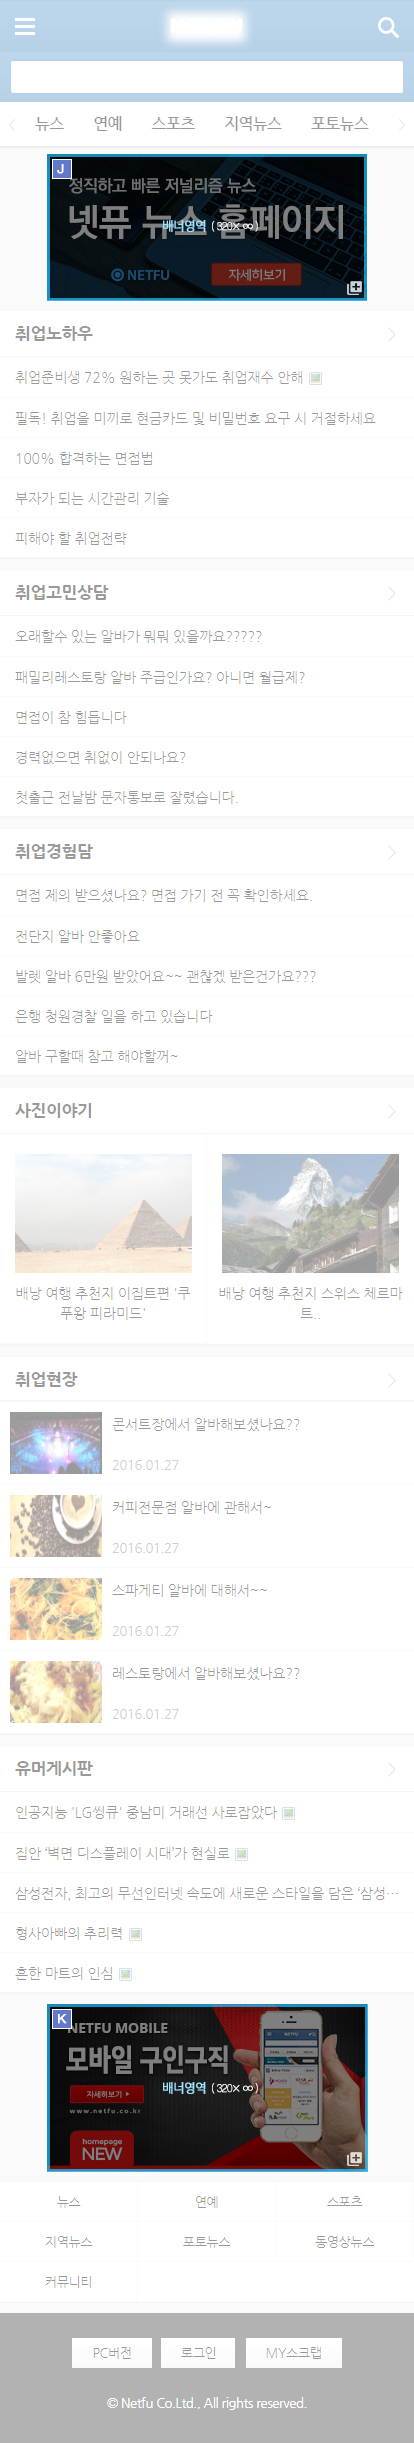 뉴스 연예 스포츠 지역뉴스 포토뉴스
J
정직하고 빠른 저널리즘 뉴스
넷퓨 뉴스 홈페이지
배너영역 ( 320× ∞ )
NETFU 자세히보기
취업노하우
취업준비생 72% 원하는 곳 못가도 취업재수 안해
필독! 취업을 미끼로 현금카드 및 비밀번호 요구 시 거절하세요
100% 합격하는 면접법
부자가 되는 시간관리 기술
피해야 할 취업전략
취업고민상담
오래할수 있는 알바가 뭐뭐 있을까요?????
패밀리레스토랑 알바 주급인가요? 아니면 월급제?
면접이 참 힘듭니다
경력없으면 취없이 안되나요?
첫출근 전날밤 문자통보로 잘렸습니다.
취업경험담
면접 제의 받으셨나요? 면접 가기 전 꼭 확인하세요.
전단지 알바 안좋아요
발렛 알바 6만원 받았어요~~ 괜찮겠 받은건가요???
은행 청원경찰 일을 하고 있습니다
알바 구할때 참고 해야할꺼~
사진이야기
배낭 여행 추천지 이집트편 '쿠
푸왕 피라미드'
배낭 여행 추천지 스위스 체르마
트..
취업현장
콘서트장에서 알바해보셨나요??
2016.01.27
커피전문점 알바에 관해서~
2016.01.27
스파게티 알바에 대해서~~
2016.01.27
레스토랑에서 알바해보셨나요??
2016.01.27
유머게시판
인공지능 'LG씽큐' 중남미 거래선 사로잡았다
집안 '벽면 디스플레이 시대'가 현실로
삼성전자, 최고의 무선인터넷 속도에 새로운 스타일을 담은 '삼성…
형사아빠의 추리력
흔한 마트의 인심
K
NETFU MOBILE
모바일 구인구직
배너영역 ( 320× ∞ )
자세히보기
www.netfu.co.kr
homepage
NEW
뉴스 연예 스포츠
지역뉴스 포토뉴스 동영상뉴스
커뮤니티
PC버전 로그인 MY스크랩
© Netfu Co.Ltd., All rights reserved.